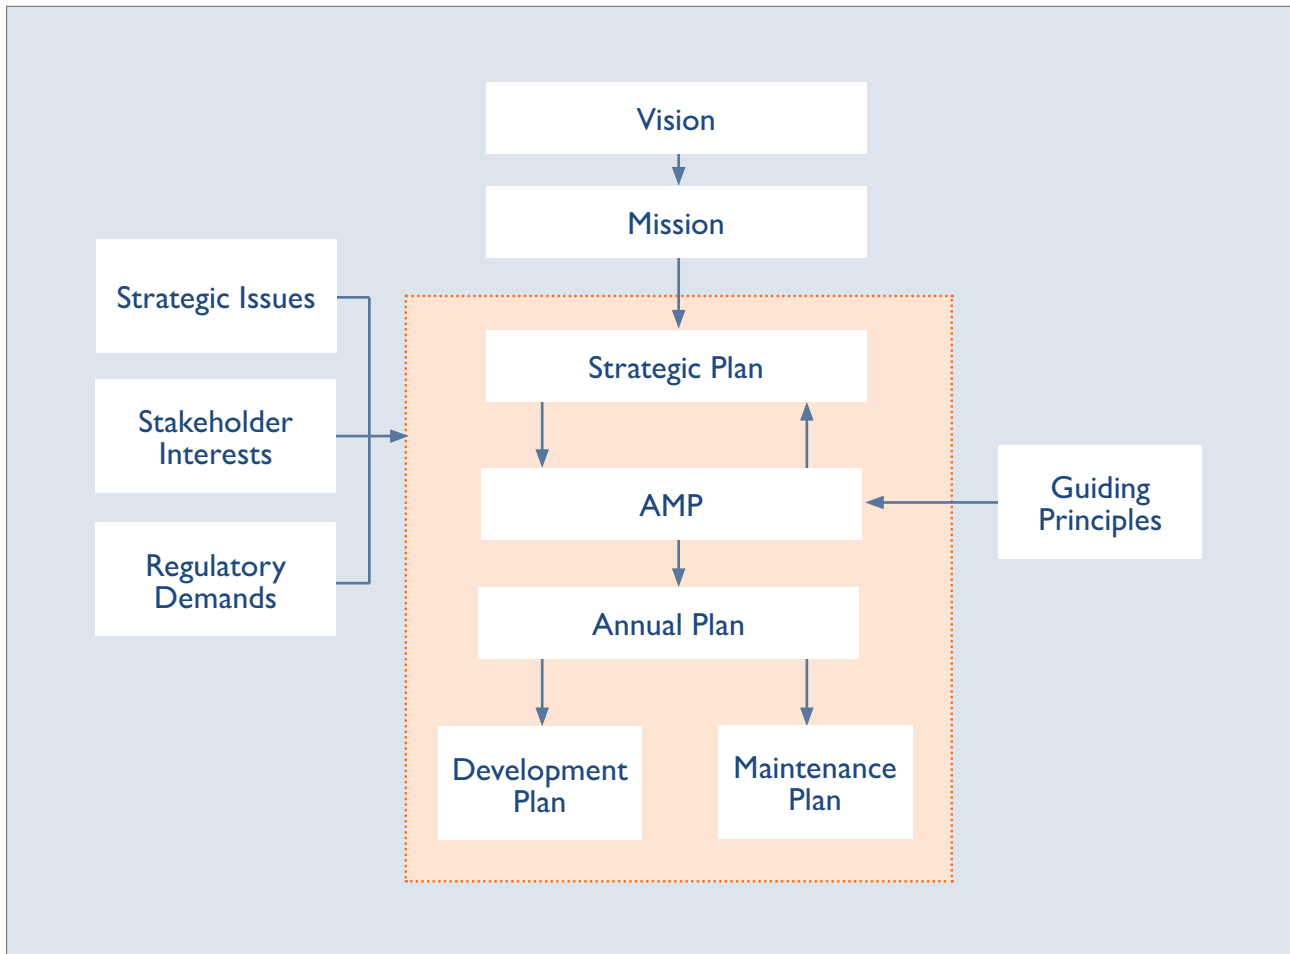 Vision
Mission
Strategic Issues
Strategic Plan
Stakeholder
Interests
AMP
Guiding
Principles
Regulatory
Demands
Annual Plan
Development
Plan
Maintenance
Plan